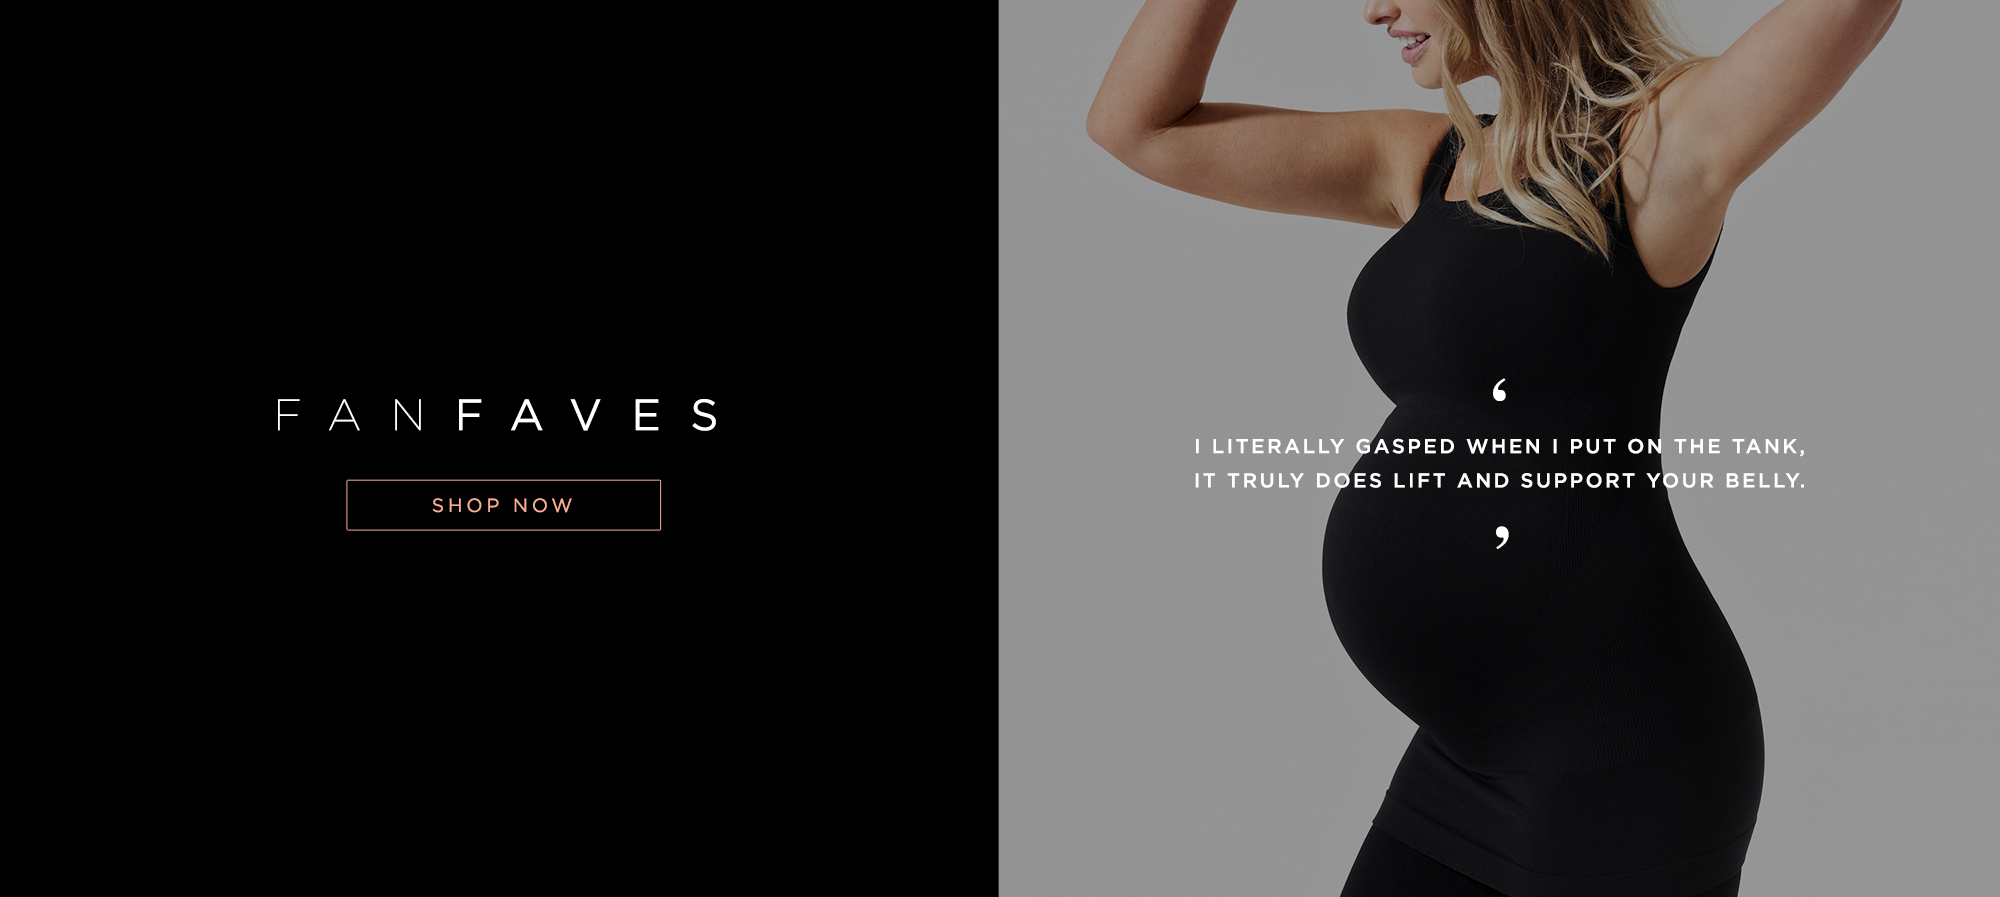 FANFAVES
SHOP NOW
‘
I LITERALLY GASPED WHEN I PUT ON THE TANK,
IT TRULY DOES LIFT AND SUPPORT YOUR BELLY.
’